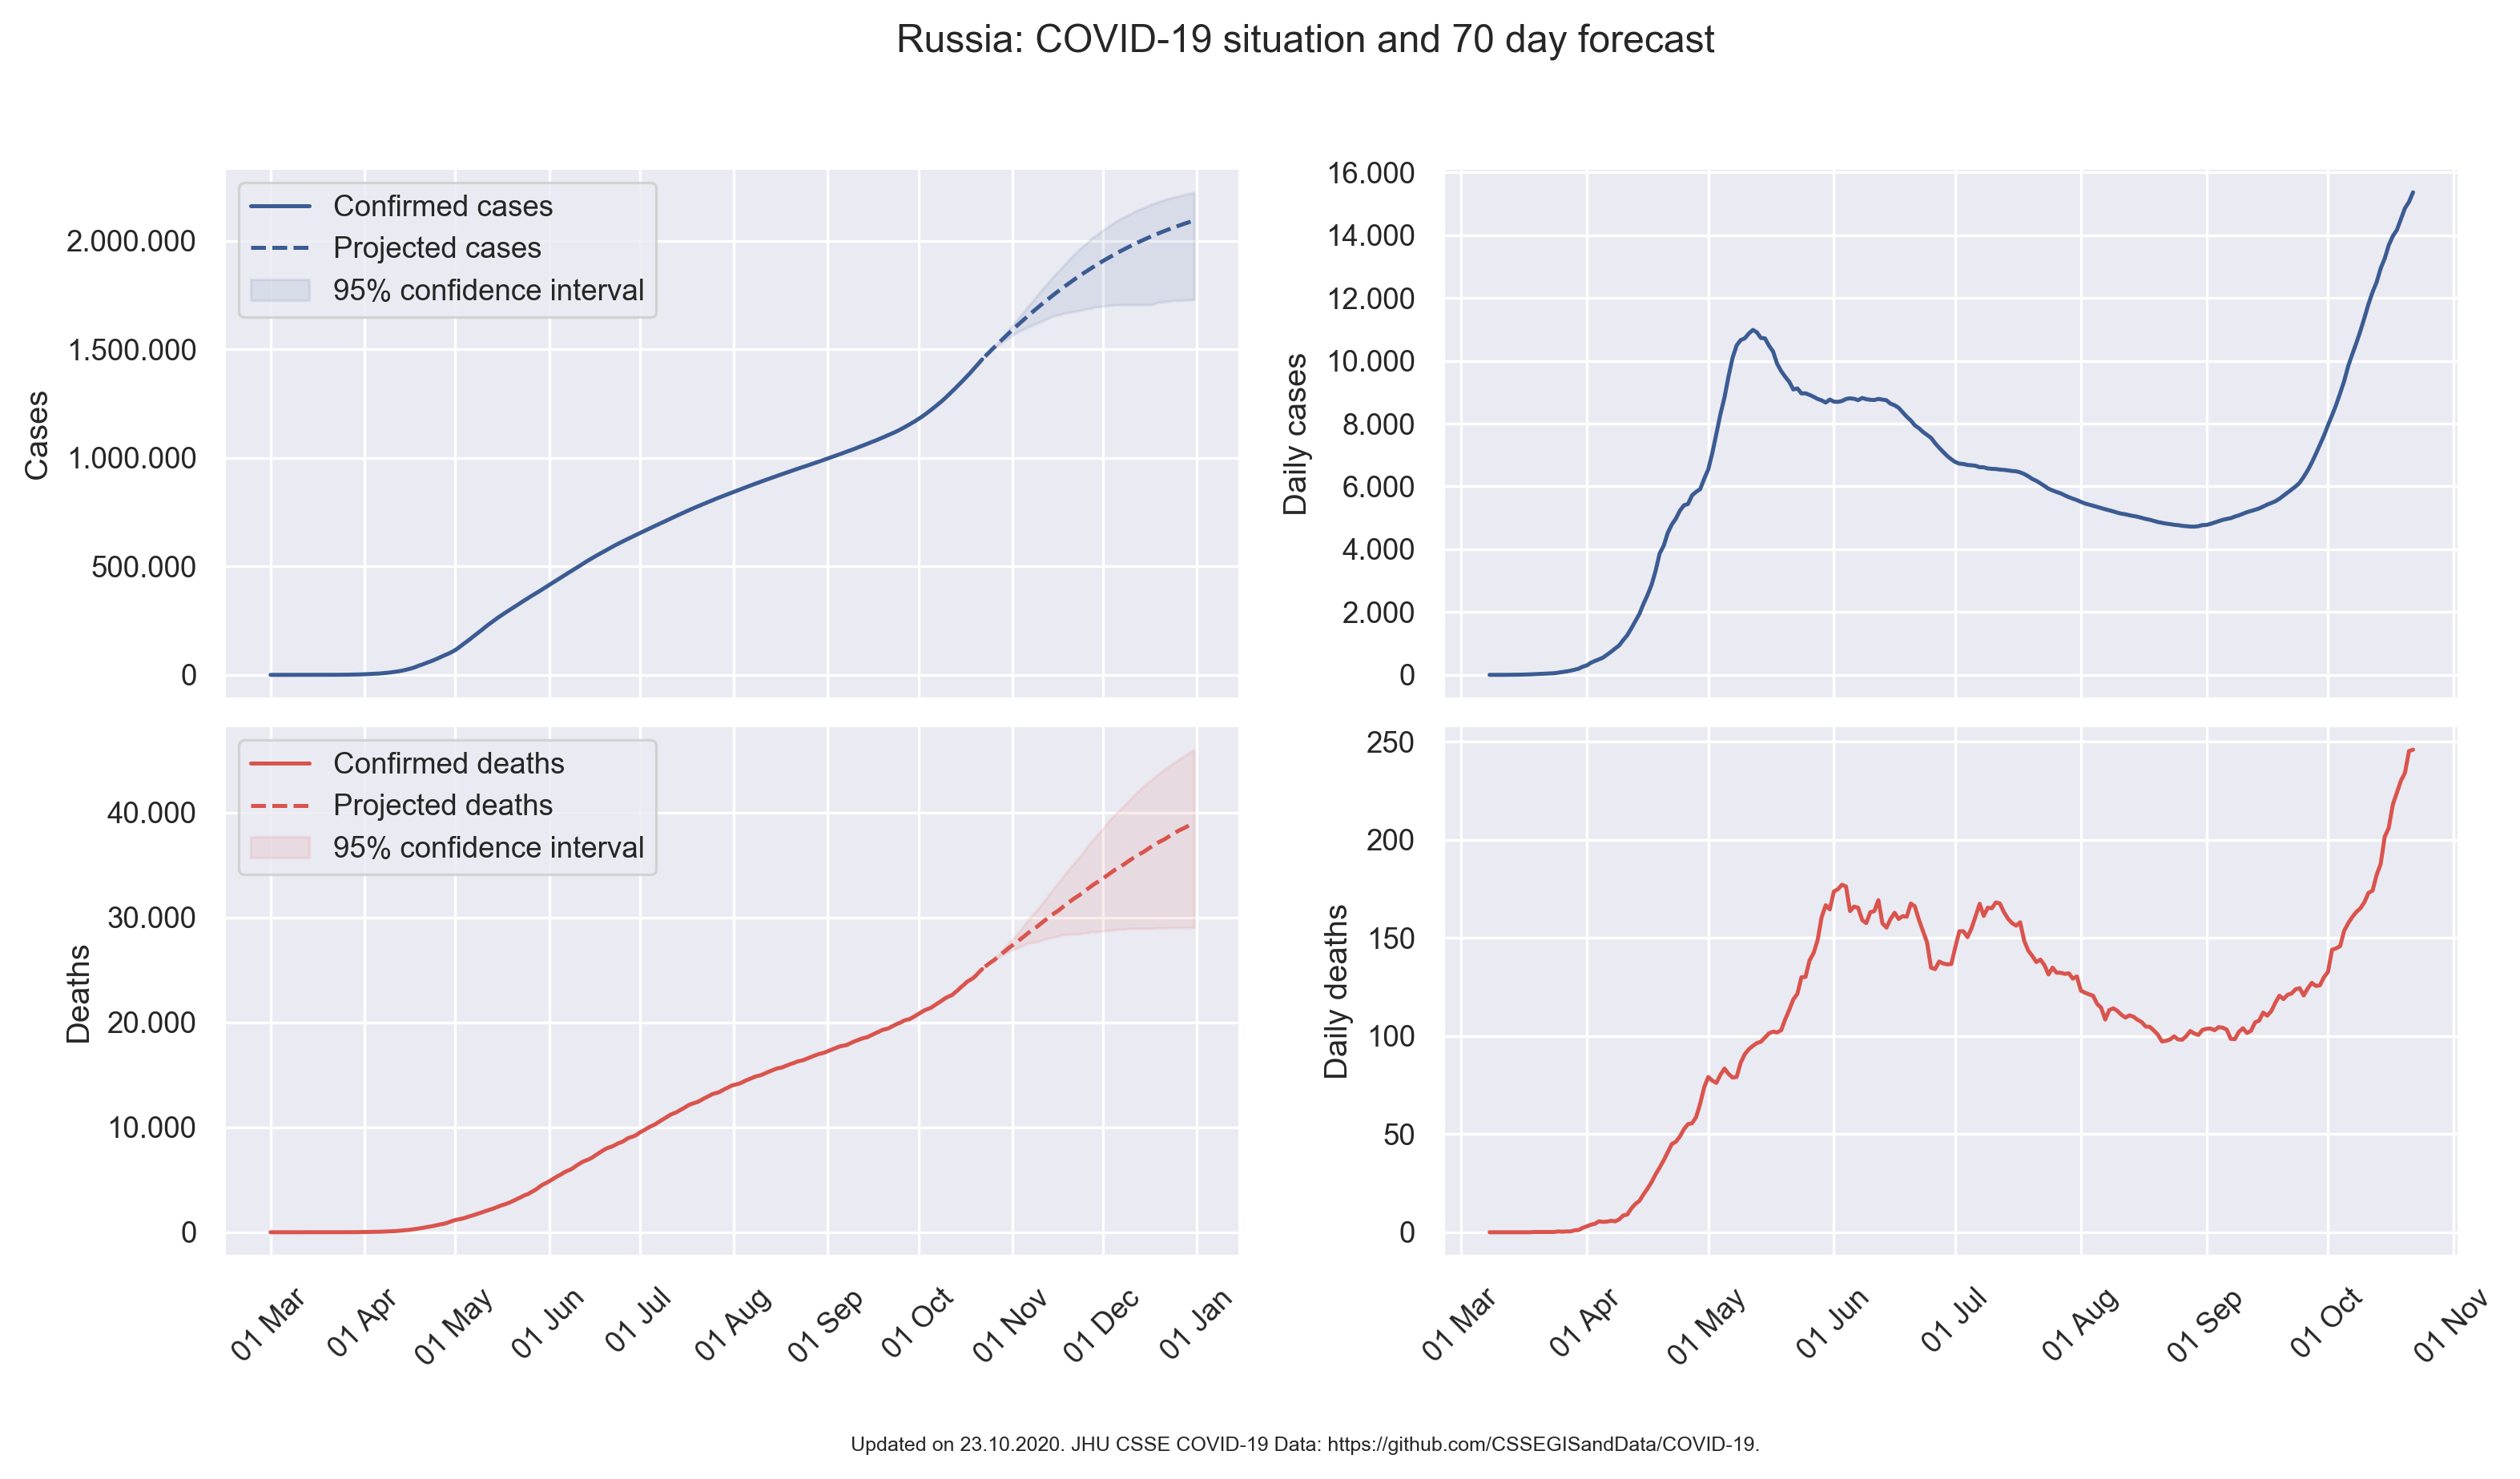 Russia: COVID-19 situation and 70 day forecast
Confirmed cases
Projected cases
95% confidence interval
Cases
2.000.000
1.500.000
1.000.000
500.000
0
Daily cases
16.000
14.000
12.000
10.000
8.000
6.000
4.000
2.000
0
Confirmed deaths
Projected deaths
95% confidence interval
Deaths
40.000
30.000
20.000
10.000
0
01 Mar
01 Apr
01 May
01 Jun
01 Jul
01 Aug
01 Sep
01 Oct
01 Nov
01 Dec
01 Jan
Daily deaths
250
200
150
100
50
0
01 Mar
01 Apr
01 May
01 Jun
01 Jul
01 Aug
01 Sep
01 Oct
01 Nov
Updated on 23.10.2020. JHU CSSE COVID-19 Data: https://github.com/CSSEGISandData/COVID-19.